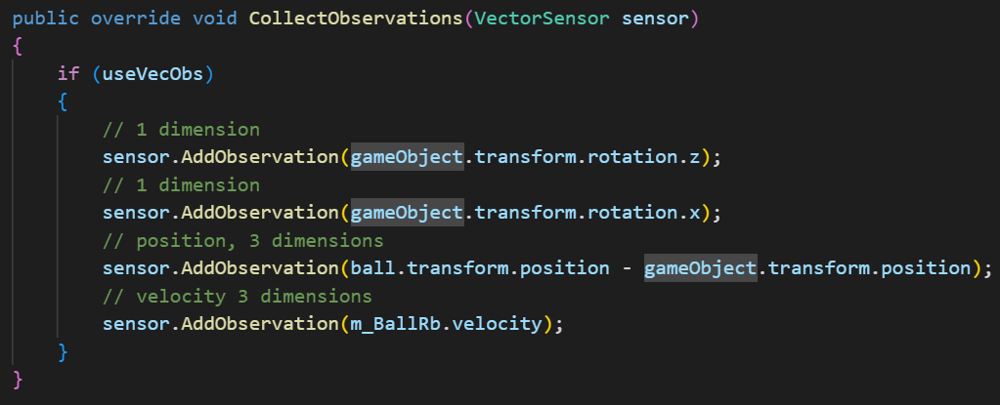 public override void CollectObservations(VectorSensor sensor)
{
    if (useVecObs)
    {
        // 1 dimension
        sensor.AddObservation(gameObject.transform.rotation.z);
        // 1 dimension
        sensor.AddObservation(gameObject.transform.rotation.x);
        // position, 3 dimensions
        sensor.AddObservation(ball.transform.position - gameObject.transform.position);
        // velocity 3 dimensions
        sensor.AddObservation(m_BallRb.velocity);
    }
}